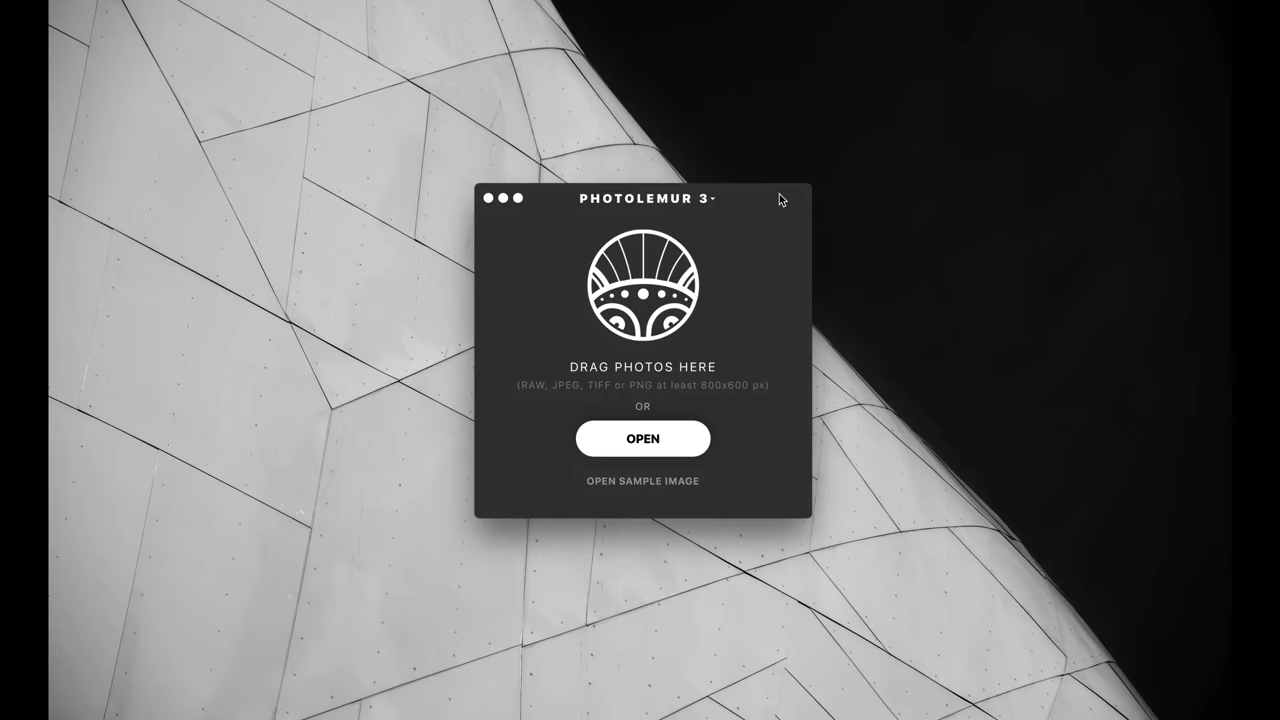 PHOTOLEMUR 3
DRAG PHOTOS HERE
(RAW, JPEG, TIFF or PNG at least 800x600 px)
OR
OPEN
OPEN SAMPLE IMAGE